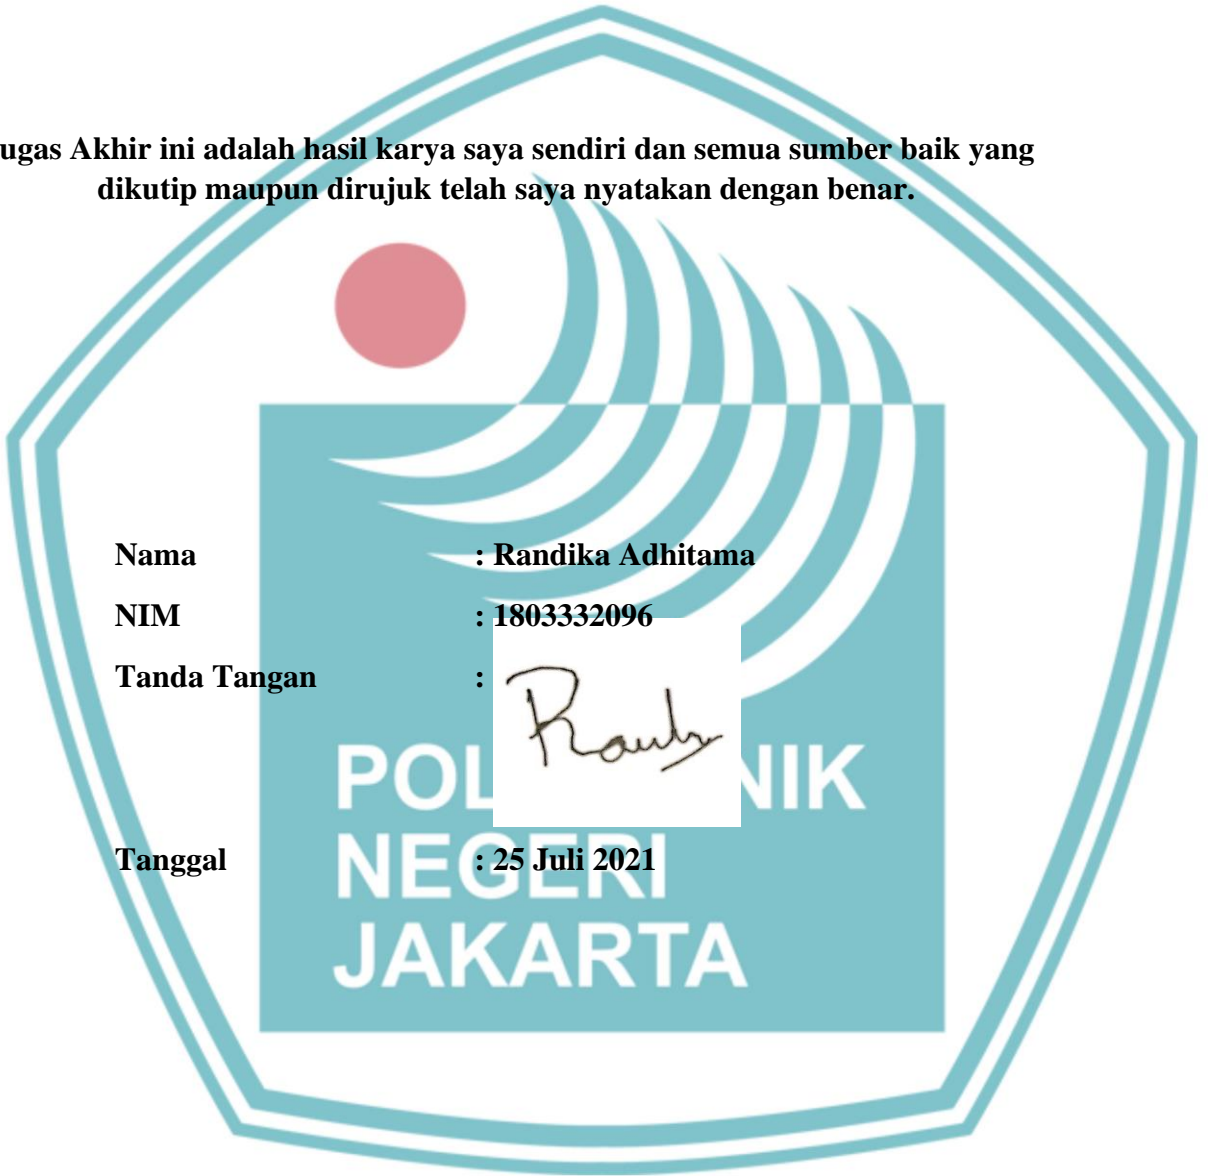 ugas Akhir ini adalah hasil karya saya sendiri dan semua sumber baik yang
dikutip maupun dirujuk telah saya nyatakan dengan benar.
Nama : Randika Adhitama
NIM : 1803332096
Tanda Tangan :
POL NIK
Tanggal : 25 Juli 2021
NEGERI
JAKARTA